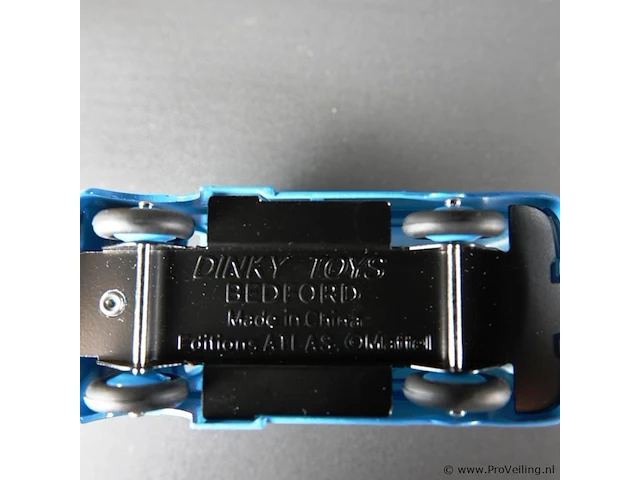 DINKY TOYS
BEDFORD
Made in China
Editions ATLAS. ©Mattel
© www.ProVeiling.nl